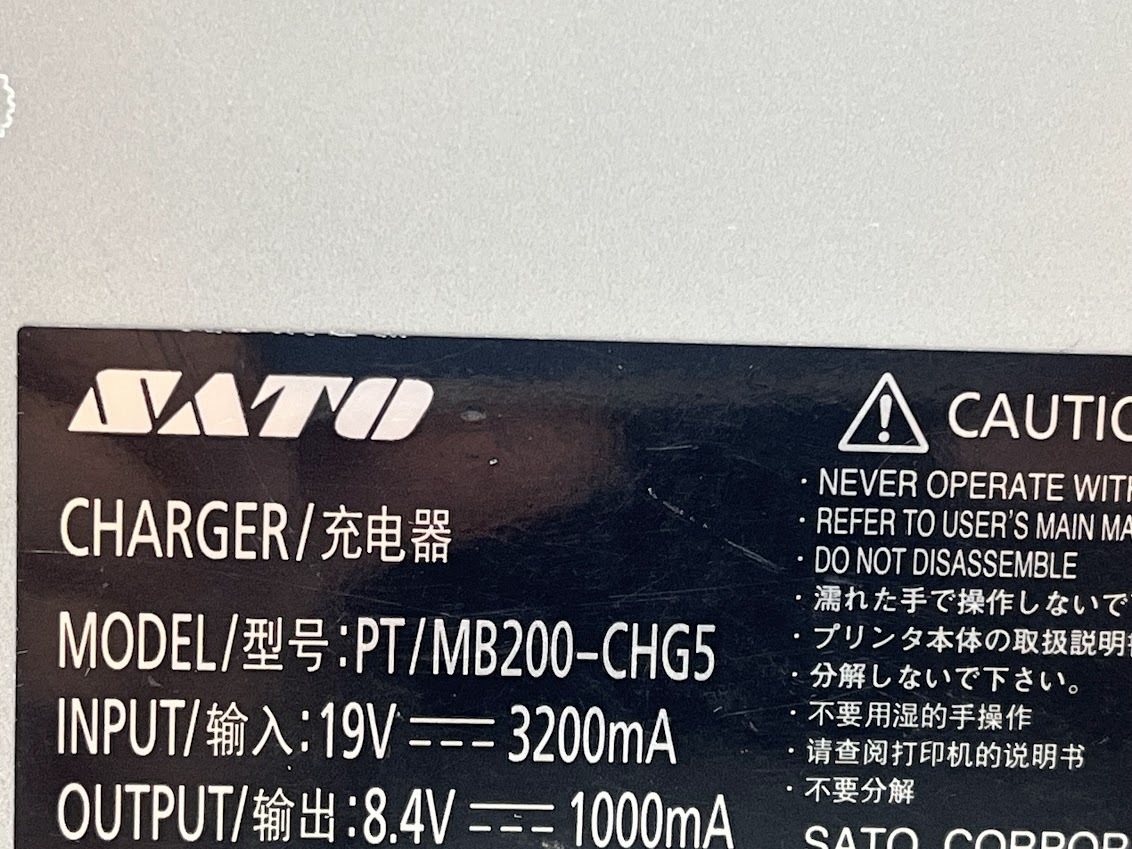 SATO
CHARGER/充电器
MODEL/型号:PT/MB200-CHG5
INPUT/输入:19V 3200mA
OUTPUT/输出:8.4V 1000mA
CAUTIO
· NEVER OPERATE WITH
· REFER TO USER'S MAIN MA
· DO NOT DISASSEMBLE
· 濡れた手で操作しないで
· プリンタ本体の取扱説明
· 分解しないで下さい。
· 不要用湿的手操作
· 请查阅打印机的说明书
· 不要分解
SATO CORPOR